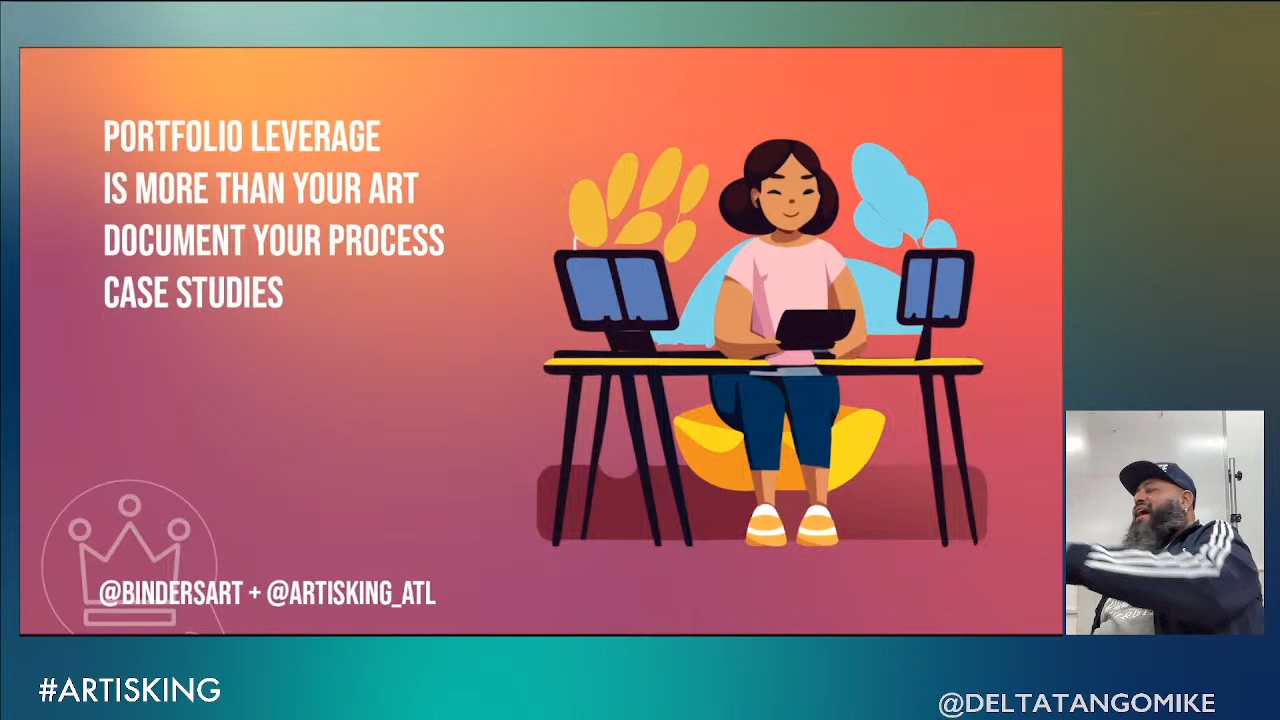 PORTFOLIO LEVERAGE
IS MORE THAN YOUR ART
DOCUMENT YOUR PROCESS
CASE STUDIES
@BINDERSART + @ARTISKING_ATL
#ARTISKING
@DELTATANGOMIKE